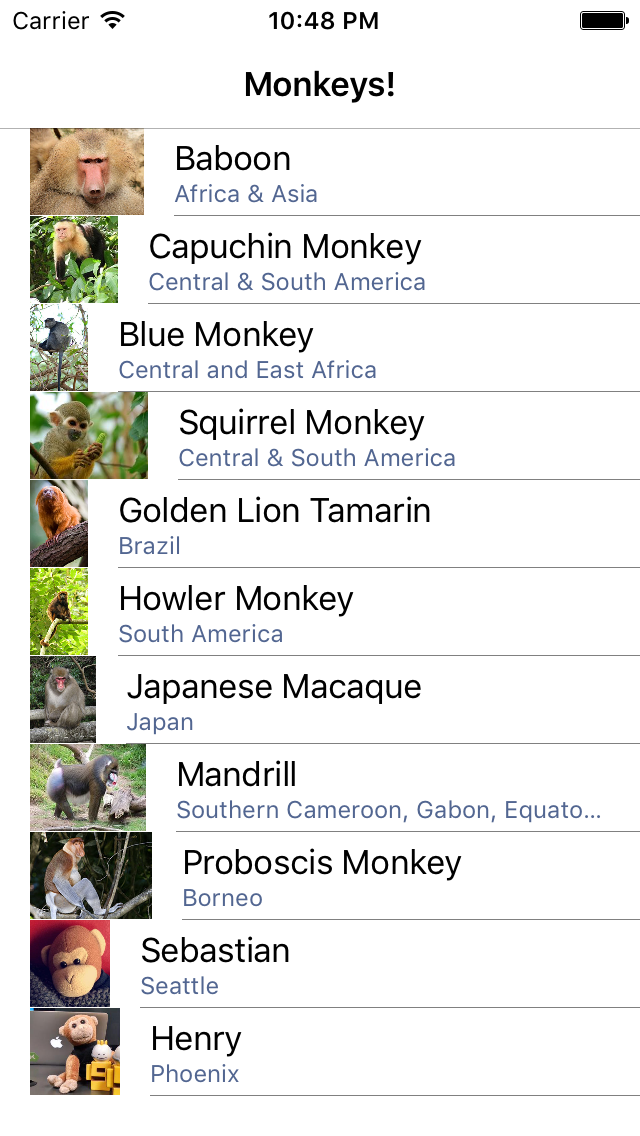 Carrier 10:48 PM
Monkeys!
Baboon
Africa & Asia
Capuchin Monkey
Central & South America
Blue Monkey
Central and East Africa
Squirrel Monkey
Central & South America
Golden Lion Tamarin
Brazil
Howler Monkey
South America
Japanese Macaque
Japan
Mandrill
Southern Cameroon, Gabon, Equato...
Proboscis Monkey
Borneo
Sebastian
Seattle
Henry
Phoenix